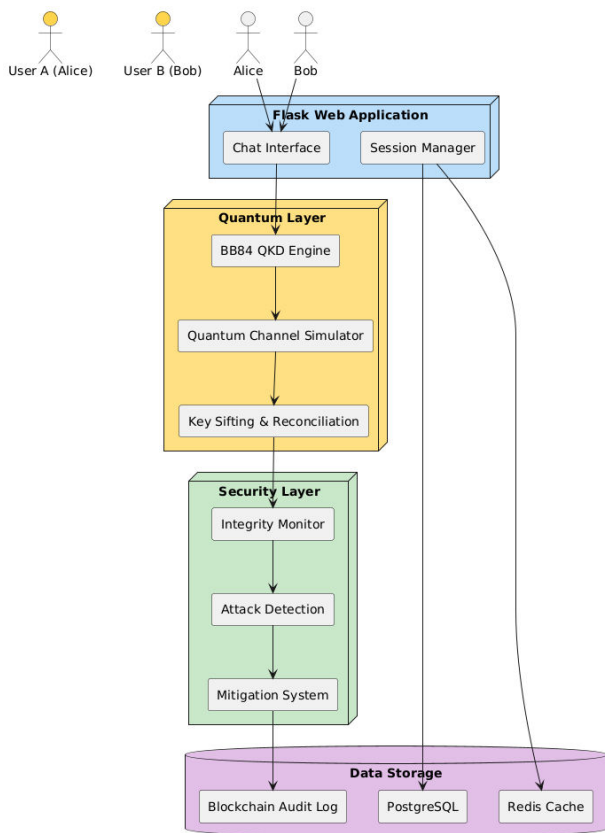 User A (Alice)
User B (Bob)
Alice
Bob
Flask Web Application
Chat Interface
Session Manager
Quantum Layer
BB84 QKD Engine
Quantum Channel Simulator
Key Sifting & Reconciliation
Security Layer
Integrity Monitor
Attack Detection
Mitigation System
Data Storage
Blockchain Audit Log
PostgreSQL
Redis Cache